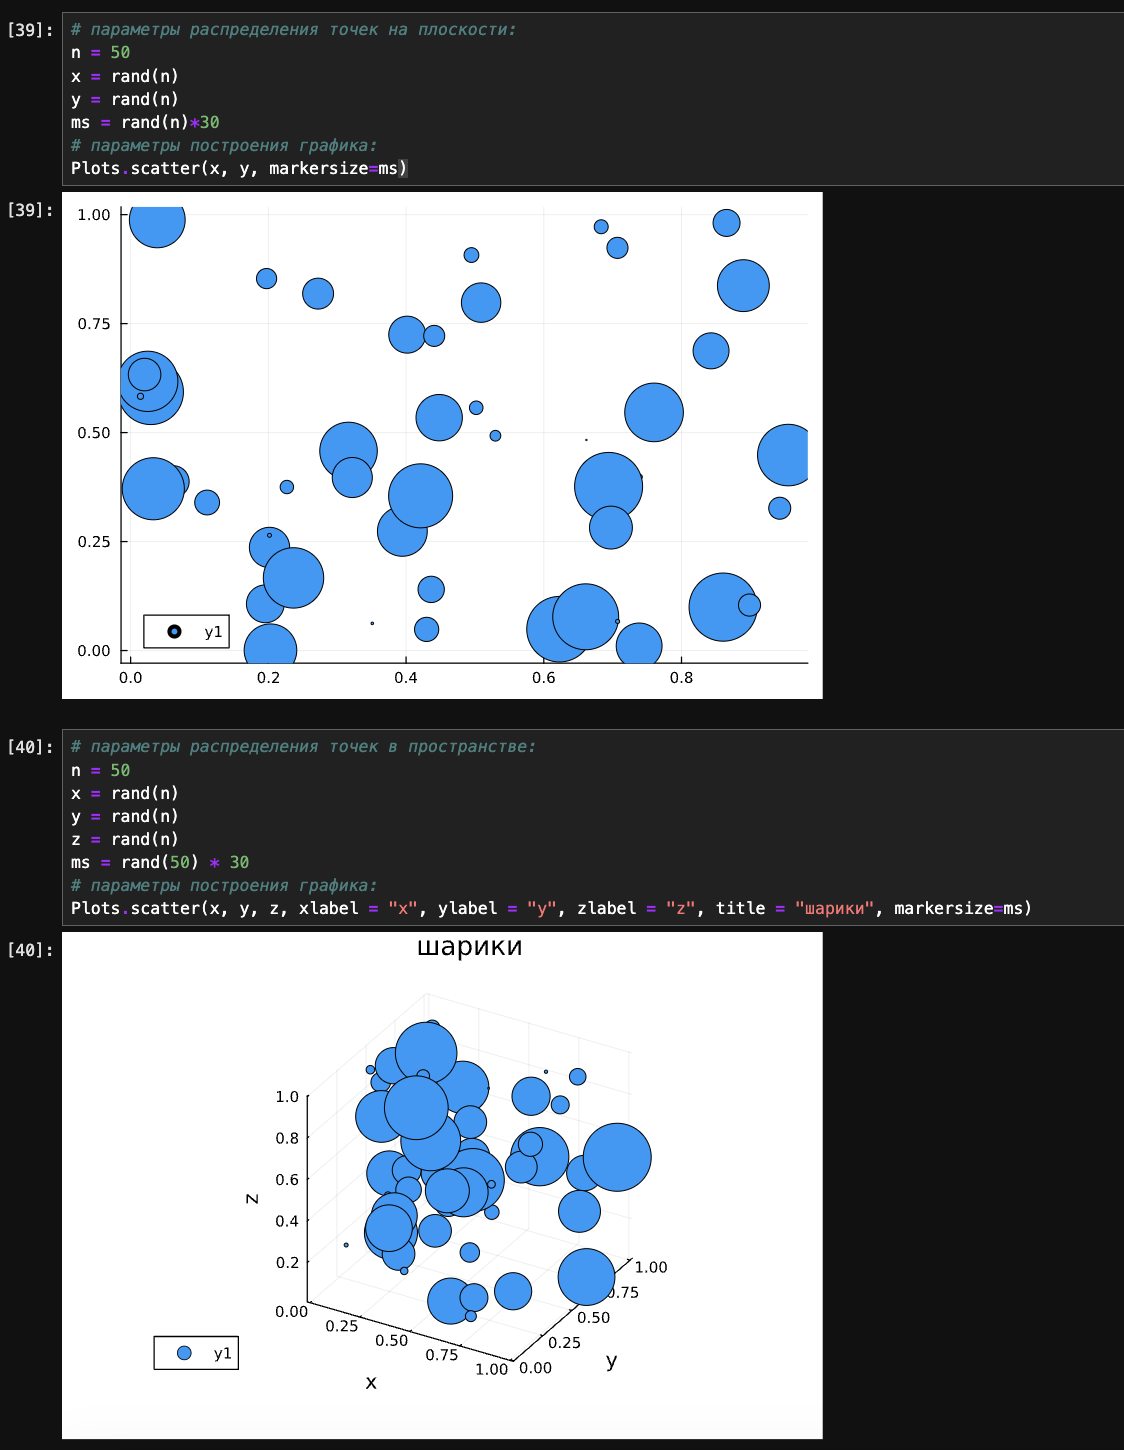 [39]:
# параметры распределения точек на плоскости:
n = 50
x = rand(n)
y = rand(n)
ms = rand(n)*30
# параметры построения графика:
Plots.scatter(x, y, markersize=ms)
[39]:
1.00
0.75
0.50
0.25
0.00
y1
0.0 0.2 0.4 0.6 0.8
[40]:
# параметры распределения точек в пространстве:
n = 50
x = rand(n)
y = rand(n)
z = rand(n)
ms = rand(50) * 30
# параметры построения графика:
Plots.scatter(x, y, z, xlabel = "x", ylabel = "y", zlabel = "z", title = "шарики", markersize=ms)
[40]:
шарики
1.0
0.8
0.6
0.4
0.2
z
0.00 0.25 0.50 0.75 1.00
x
0.00 0.25 0.50 .75 1.00
y
y1